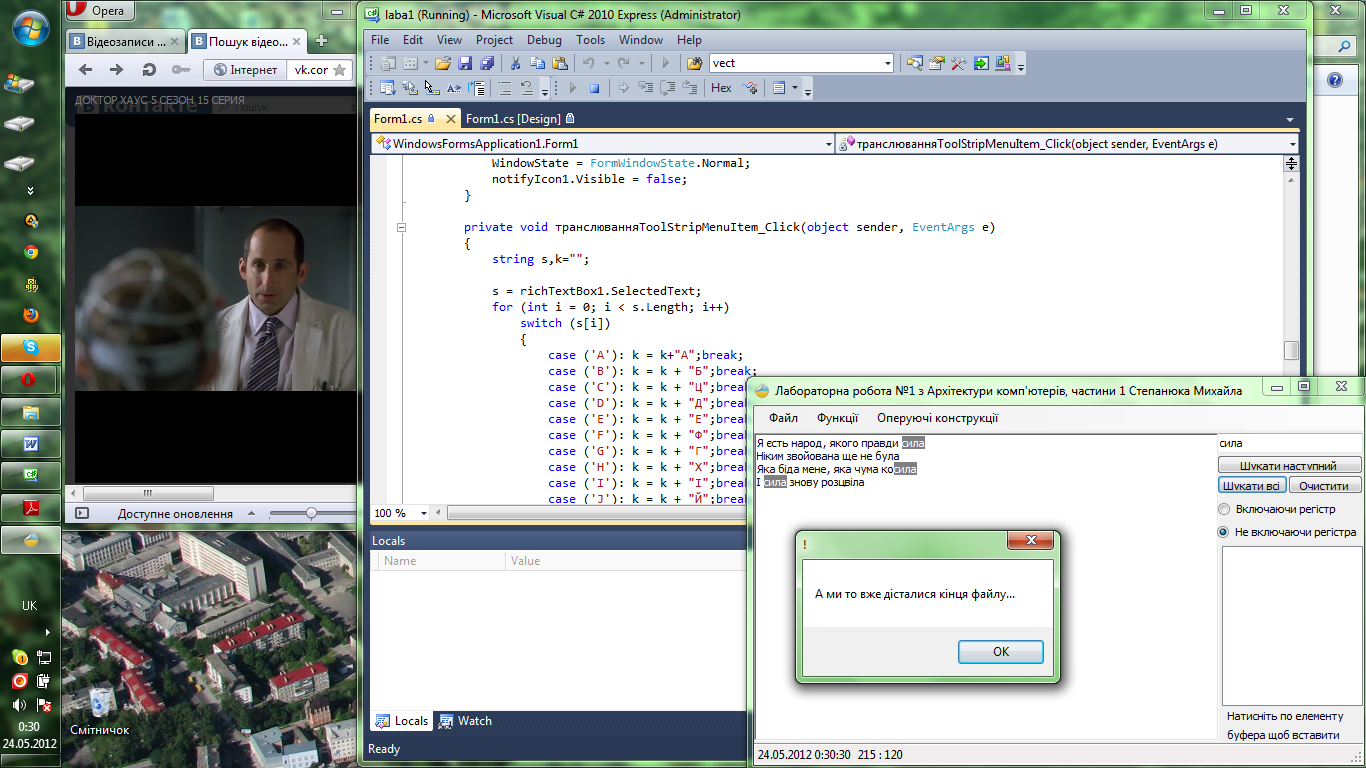 Opera
Відеозаписи ...
Пошук відео...
Інтернет
vk.cor
ДОКТОР ХАУС 5 СЕЗОН 15 СЕРИЯ
Доступне оновлення
Смітничок
UK
0:30
24.05.2012
laba1 (Running) - Microsoft Visual C# 2010 Express (Administrator)
File Edit View Project Debug Tools Window Help
vect
Hex
Form1.cs
Form1.cs [Design]
WindowsFormsApplication1.Form1
транслюванняToolStripMenuItem_Click(object sender, EventArgs e)
WindowState = FormWindowState.Normal;
notifyIcon1.Visible = false;
}
private void транслюванняToolStripMenuItem_Click(object sender, EventArgs e)
{
string s,k="";
s = richTextBox1.SelectedText;
for (int i = 0; i < s.Length; i++)
switch (s[i])
{
case ('A'): k = k+"А";break;
case ('B'): k = k + "Б";break;
case ('C'): k = k + "Ц";break
case ('D'): k = k + "Д";break
case ('E'): k = k + "Е";break
case ('F'): k = k + "Ф";break
case ('G'): k = k + "Г";break
case ('H'): k = k + "Х";break
case ('I'): k = k + "І";break
case ('J'): k = k + "Й";break
100 %
Locals
Name Value
Locals
Watch
Ready
Лабораторна робота №1 з Архітектури комп'ютерів, частини 1 Степанюка Михайла
Файл Функції Оперуючі конструкції
Я єсть народ, якого правди сила
Ніким звойована ще не була
Яка біда мене, яка чума косила
І сила знову розцвіла
сила
Шукати наступний
Шукати всі
Очистити
Включаючи регістр
Не включаючи регістра
!
А ми то вже дісталися кінця файлу...
OK
Натисніть по елементу
буфера щоб вставити
24.05.2012 0:30:30 215 : 120